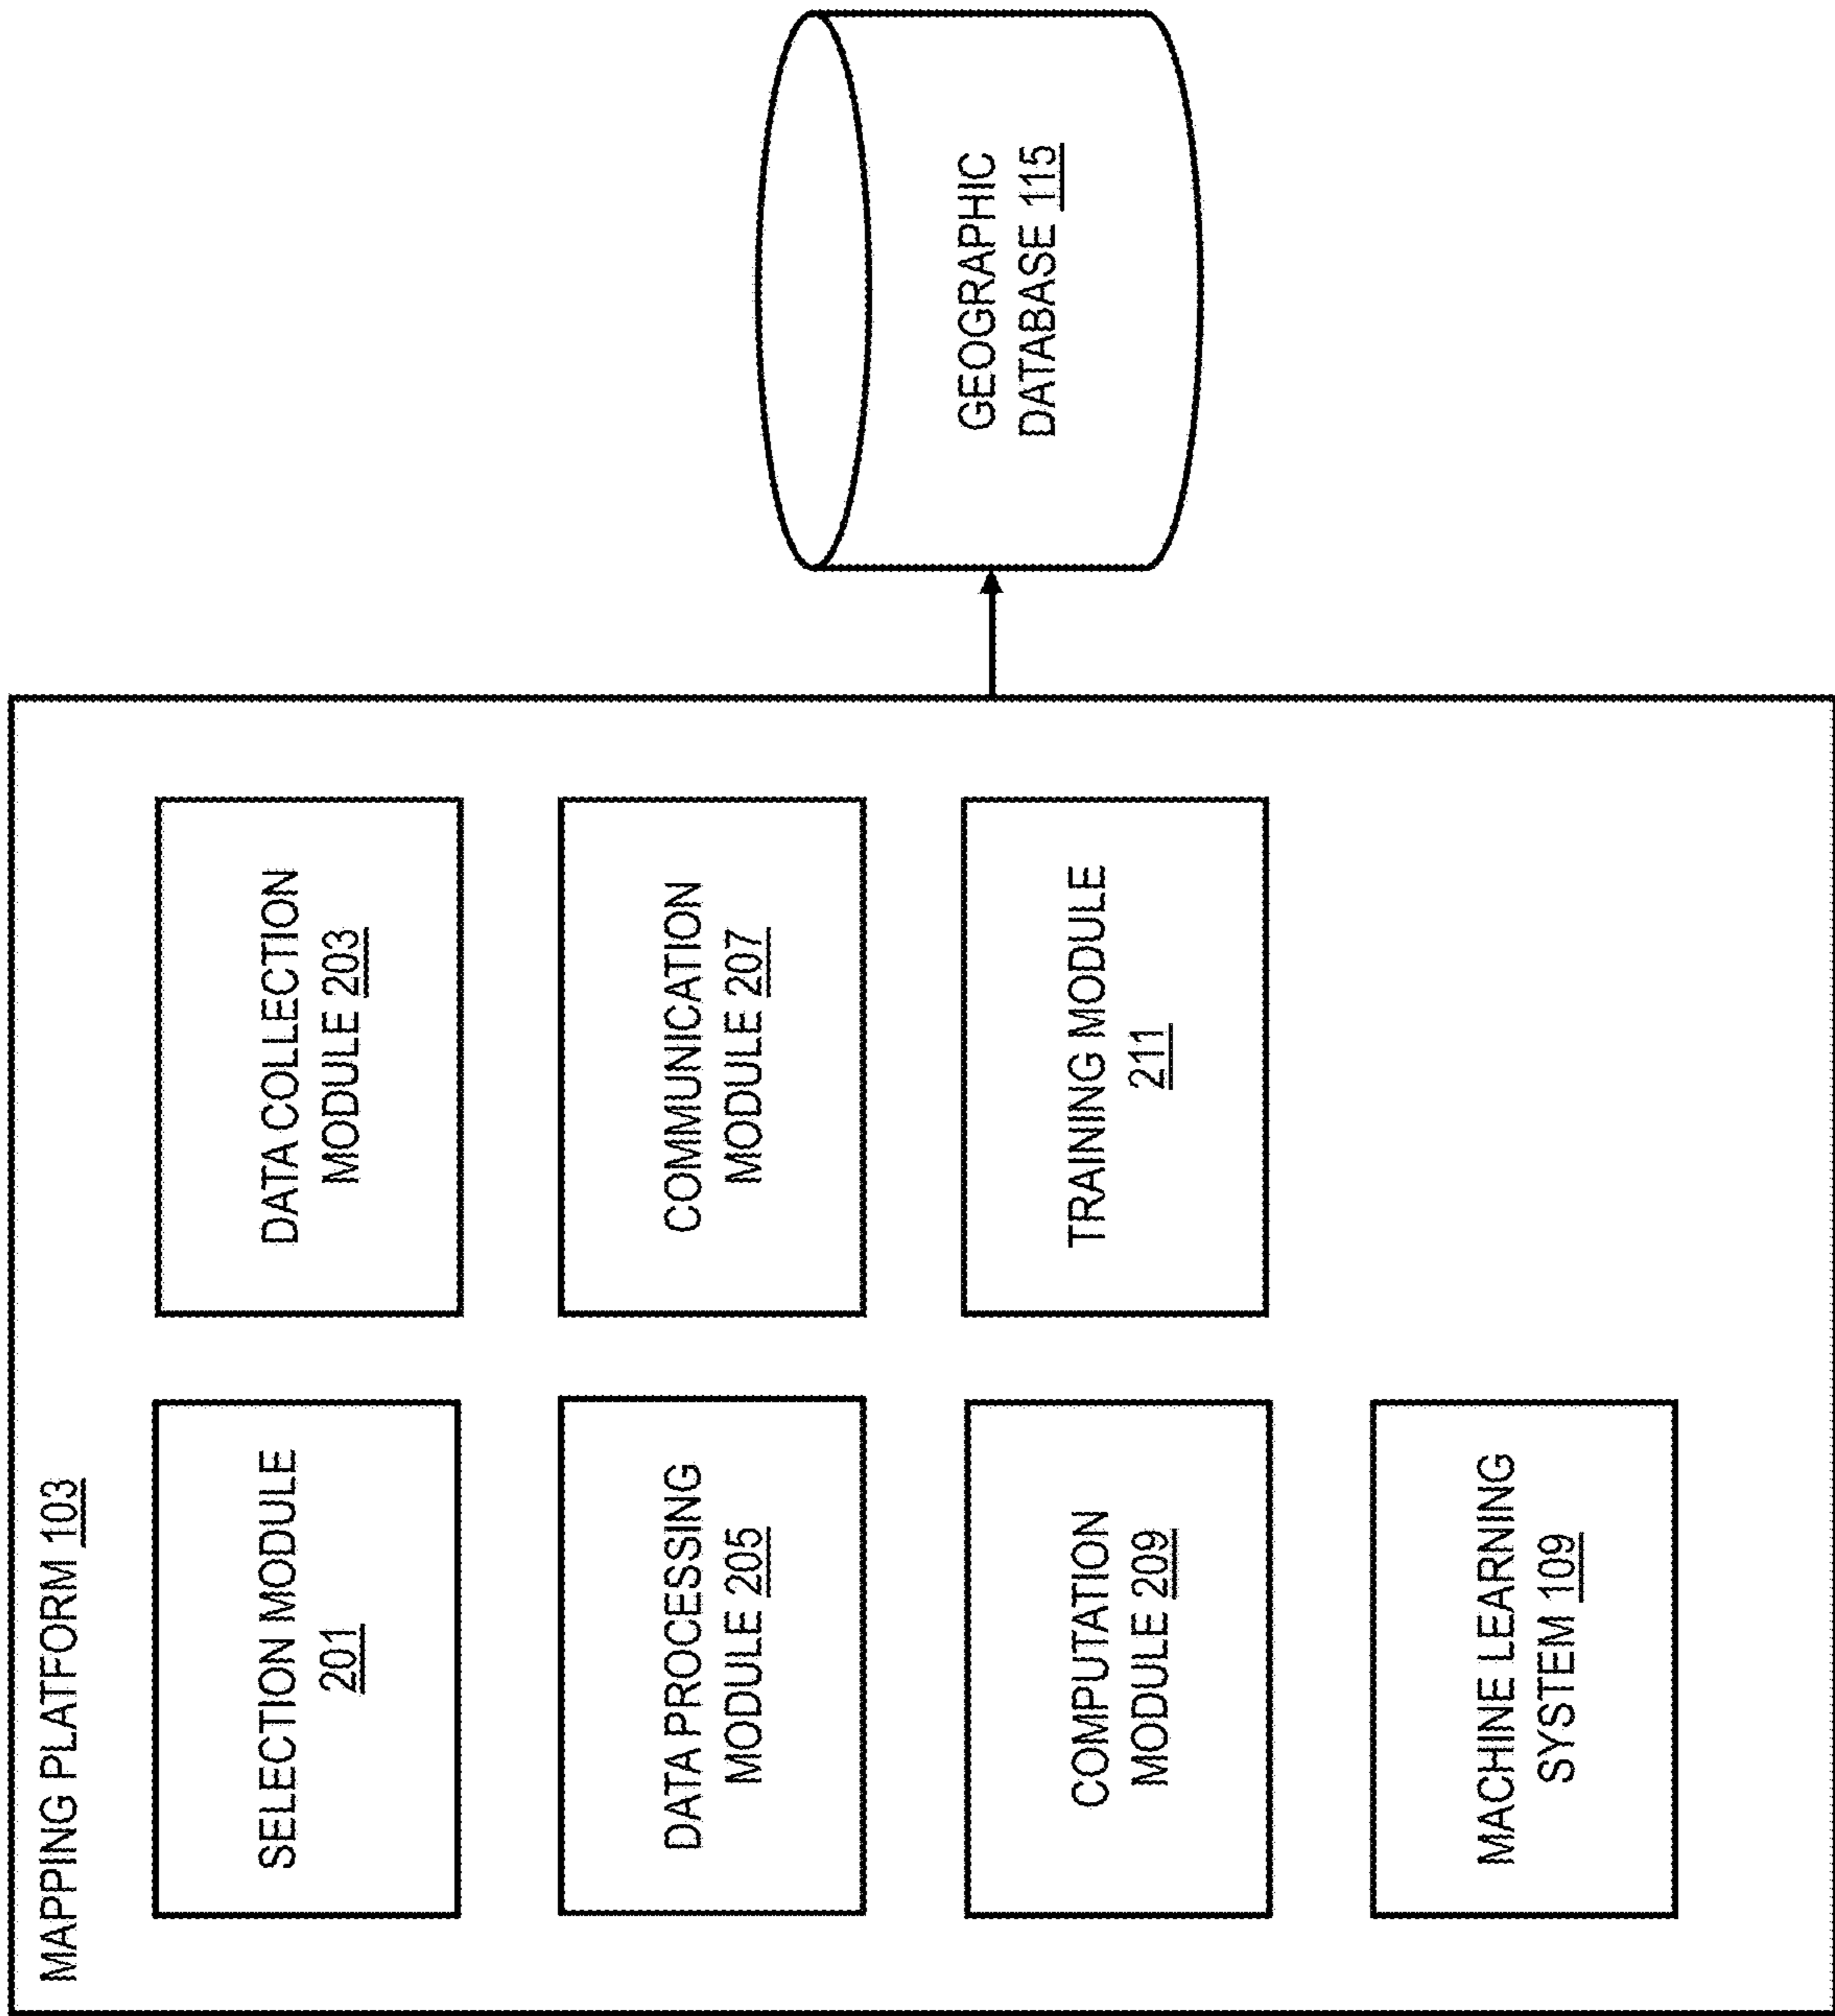 MAPPING PLATFORM 103
SELECTION MODULE
201
DATA COLLECTION
MODULE 203
DATA PROCESSING
MODULE 205
COMMUNICATION
MODULE 207
COMPUTATION
MODULE 209
TRAINING MODULE
211
MACHINE LEARNING
SYSTEM 109
GEOGRAPHIC
DATABASE 115